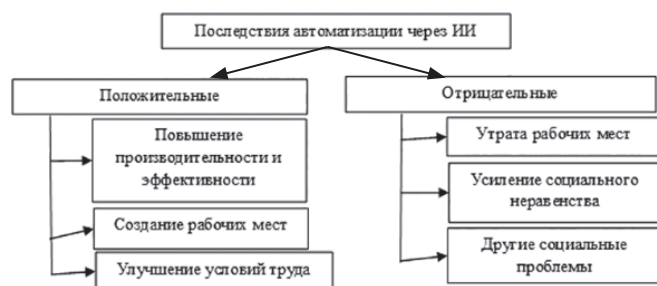 Последствия автоматизации через ИИ
Положительные
Повышение
производительности и
эффективности
Создание рабочих мест
Улучшение условий труда
Отрицательные
Утрата рабочих мест
Усиление социального
неравенства
Другие социальные
проблемы